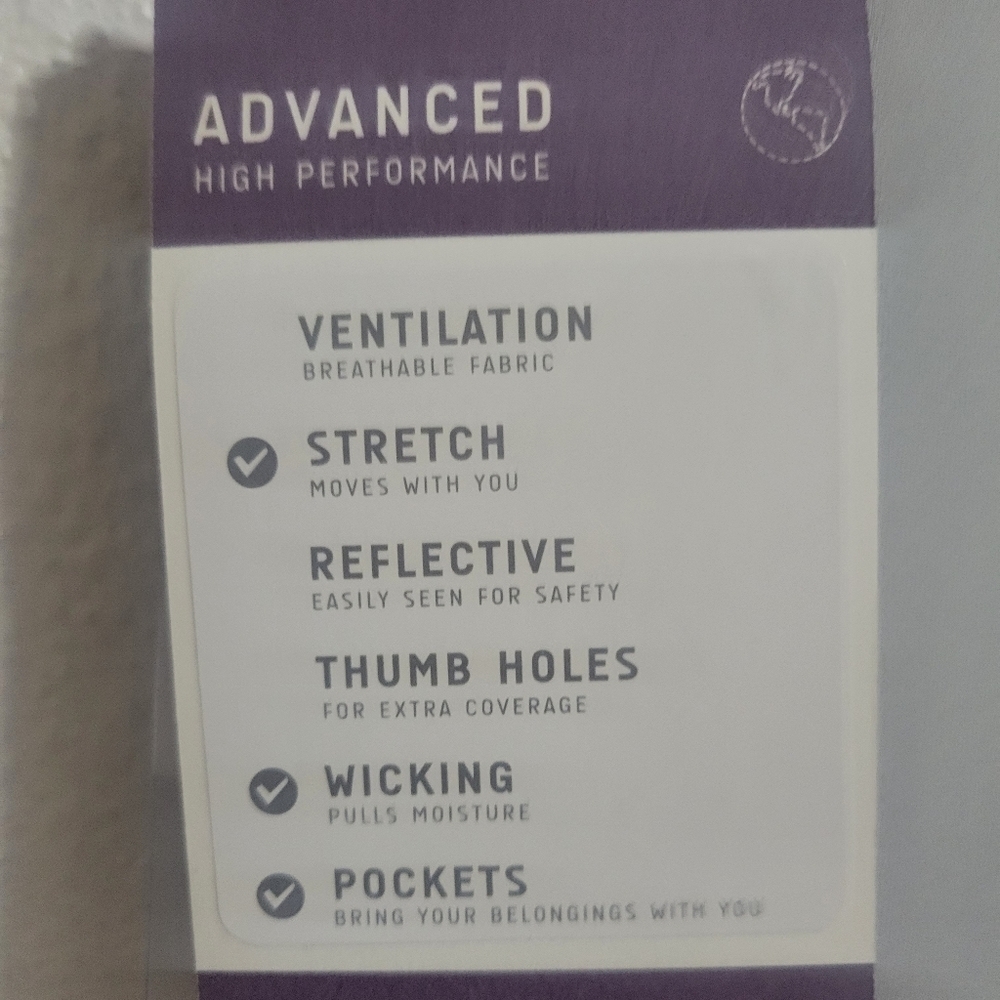 ADVANCED
HIGH PERFORMANCE
VENTILATION
BREATHABLE FABRIC
STRETCH
MOVES WITH YOU
REFLECTIVE
EASILY SEEN FOR SAFETY
THUMB HOLES
FOR EXTRA COVERAGE
WICKING
PULLS MOISTURE
POCKETS
BRING YOUR BELONGINGS WITH YOU